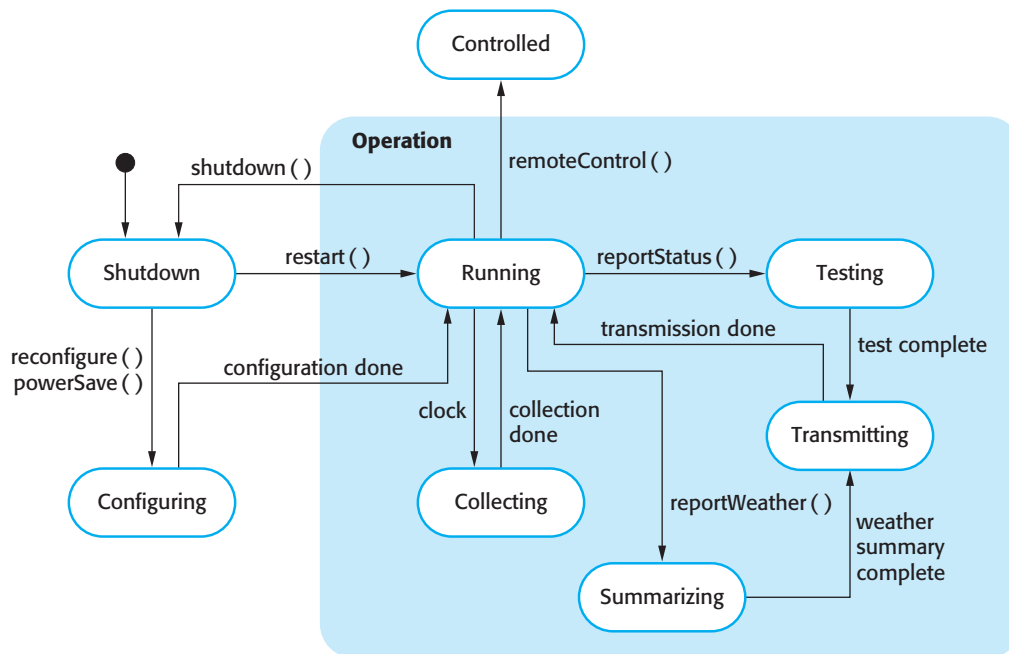 Controlled
Operation
shutdown ( )
remoteControl ( )
Shutdown
restart ( )
Running
reportStatus ( )
Testing
transmission done
test complete
reconfigure ( )
powerSave ( )
configuration done
clock
collection
done
Transmitting
Configuring
Collecting
reportWeather ( )
weather
summary
complete
Summarizing